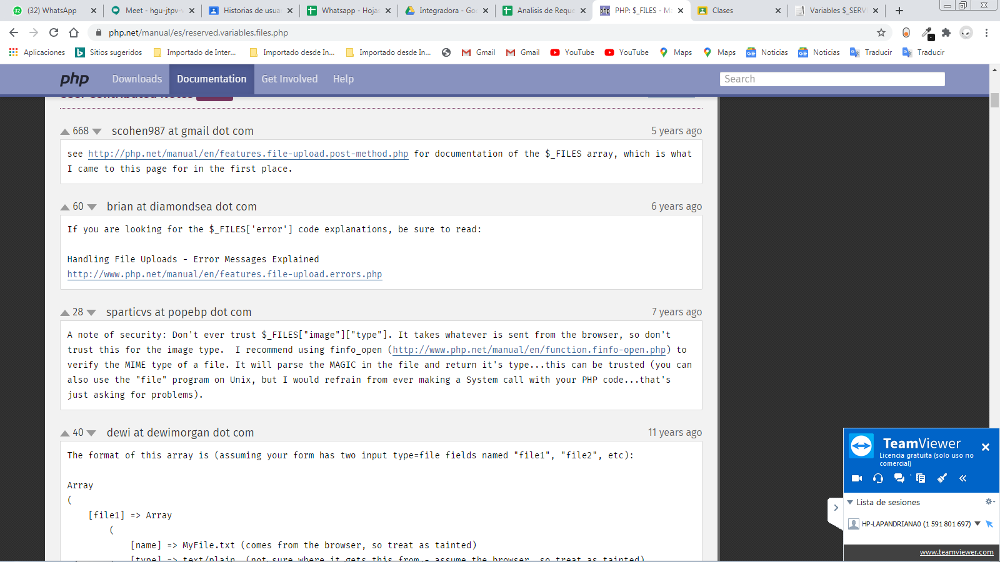 (32) WhatsApp
Meet - hgu-jtpv-
Historias de usua
Whatsapp - Hojas
Integradora - Goo
Analisis de Reque
PHP: $_FILES - Ma
Clases
Variables $_SERV
php.net/manual/es/reserved.variables.files.php
Aplicaciones
Sitios sugeridos
Importado de Inter...
Importado desde In...
Importado desde In...
Gmail
Gmail
YouTube
YouTube
Maps
Maps
Noticias
Noticias
Traducir
Traducir
php
Downloads
Documentation
Get Involved
Help
Search
668 scohen987 at gmail dot com 5 years ago
see http://php.net/manual/en/features.file-upload.post-method.php for documentation of the $_FILES array, which is what
I came to this page for in the first place.
60 brian at diamondsea dot com 6 years ago
If you are looking for the $_FILES['error'] code explanations, be sure to read:
Handling File Uploads - Error Messages Explained
http://www.php.net/manual/en/features.file-upload.errors.php
28 sparticvs at popebp dot com 7 years ago
A note of security: Don't ever trust $_FILES["image"]["type"]. It takes whatever is sent from the browser, so don't
trust this for the image type.  I recommend using finfo_open (http://www.php.net/manual/en/function.finfo-open.php) to
verify the MIME type of a file. It will parse the MAGIC in the file and return it's type...this can be trusted (you can
also use the "file" program on Unix, but I would refrain from ever making a System call with your PHP code...that's
just asking for problems).
40 dewi at dewimorgan dot com 11 years ago
The format of this array is (assuming your form has two input type=file fields named "file1", "file2", etc):
Array
(
[file1] => Array
(
[name] => MyFile.txt (comes from the browser, so treat as tainted)
[type] => text/plain  (not sure where it gets this from - assume the browser, so treat as tainted)
TeamViewer
Licencia gratuita (solo uso no
comercial)
Lista de sesiones
HP-LAPANDRIANA0 (1 591 801 697)
www.teamviewer.com